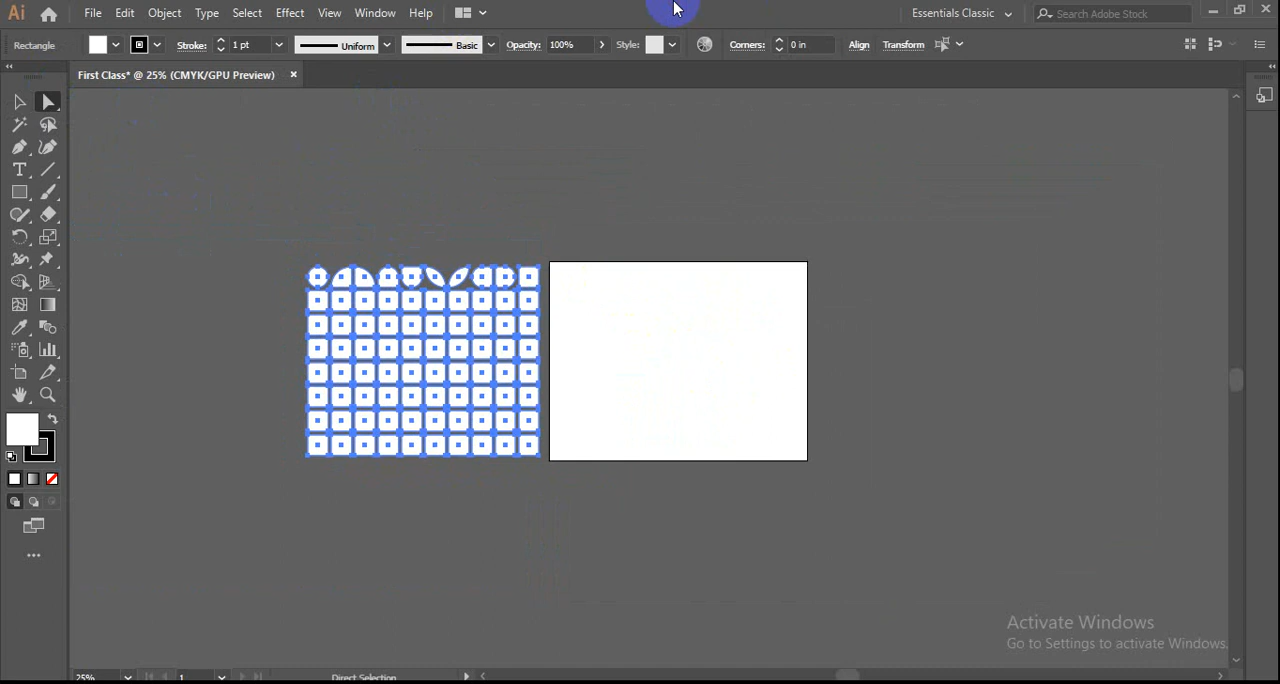 Ai File Edit Object Type Select Effect View Window Help Essentials Classic Search Adobe Stock
Rectangle Stroke: 1 pt Uniform Basic Opacity: 100% Style: Corners: 0 in Align Transform
First Class* @ 25% (CMYK/GPU Preview)
Activate Windows
Go to Settings to activate Windows.
25% 1 Direct Selection